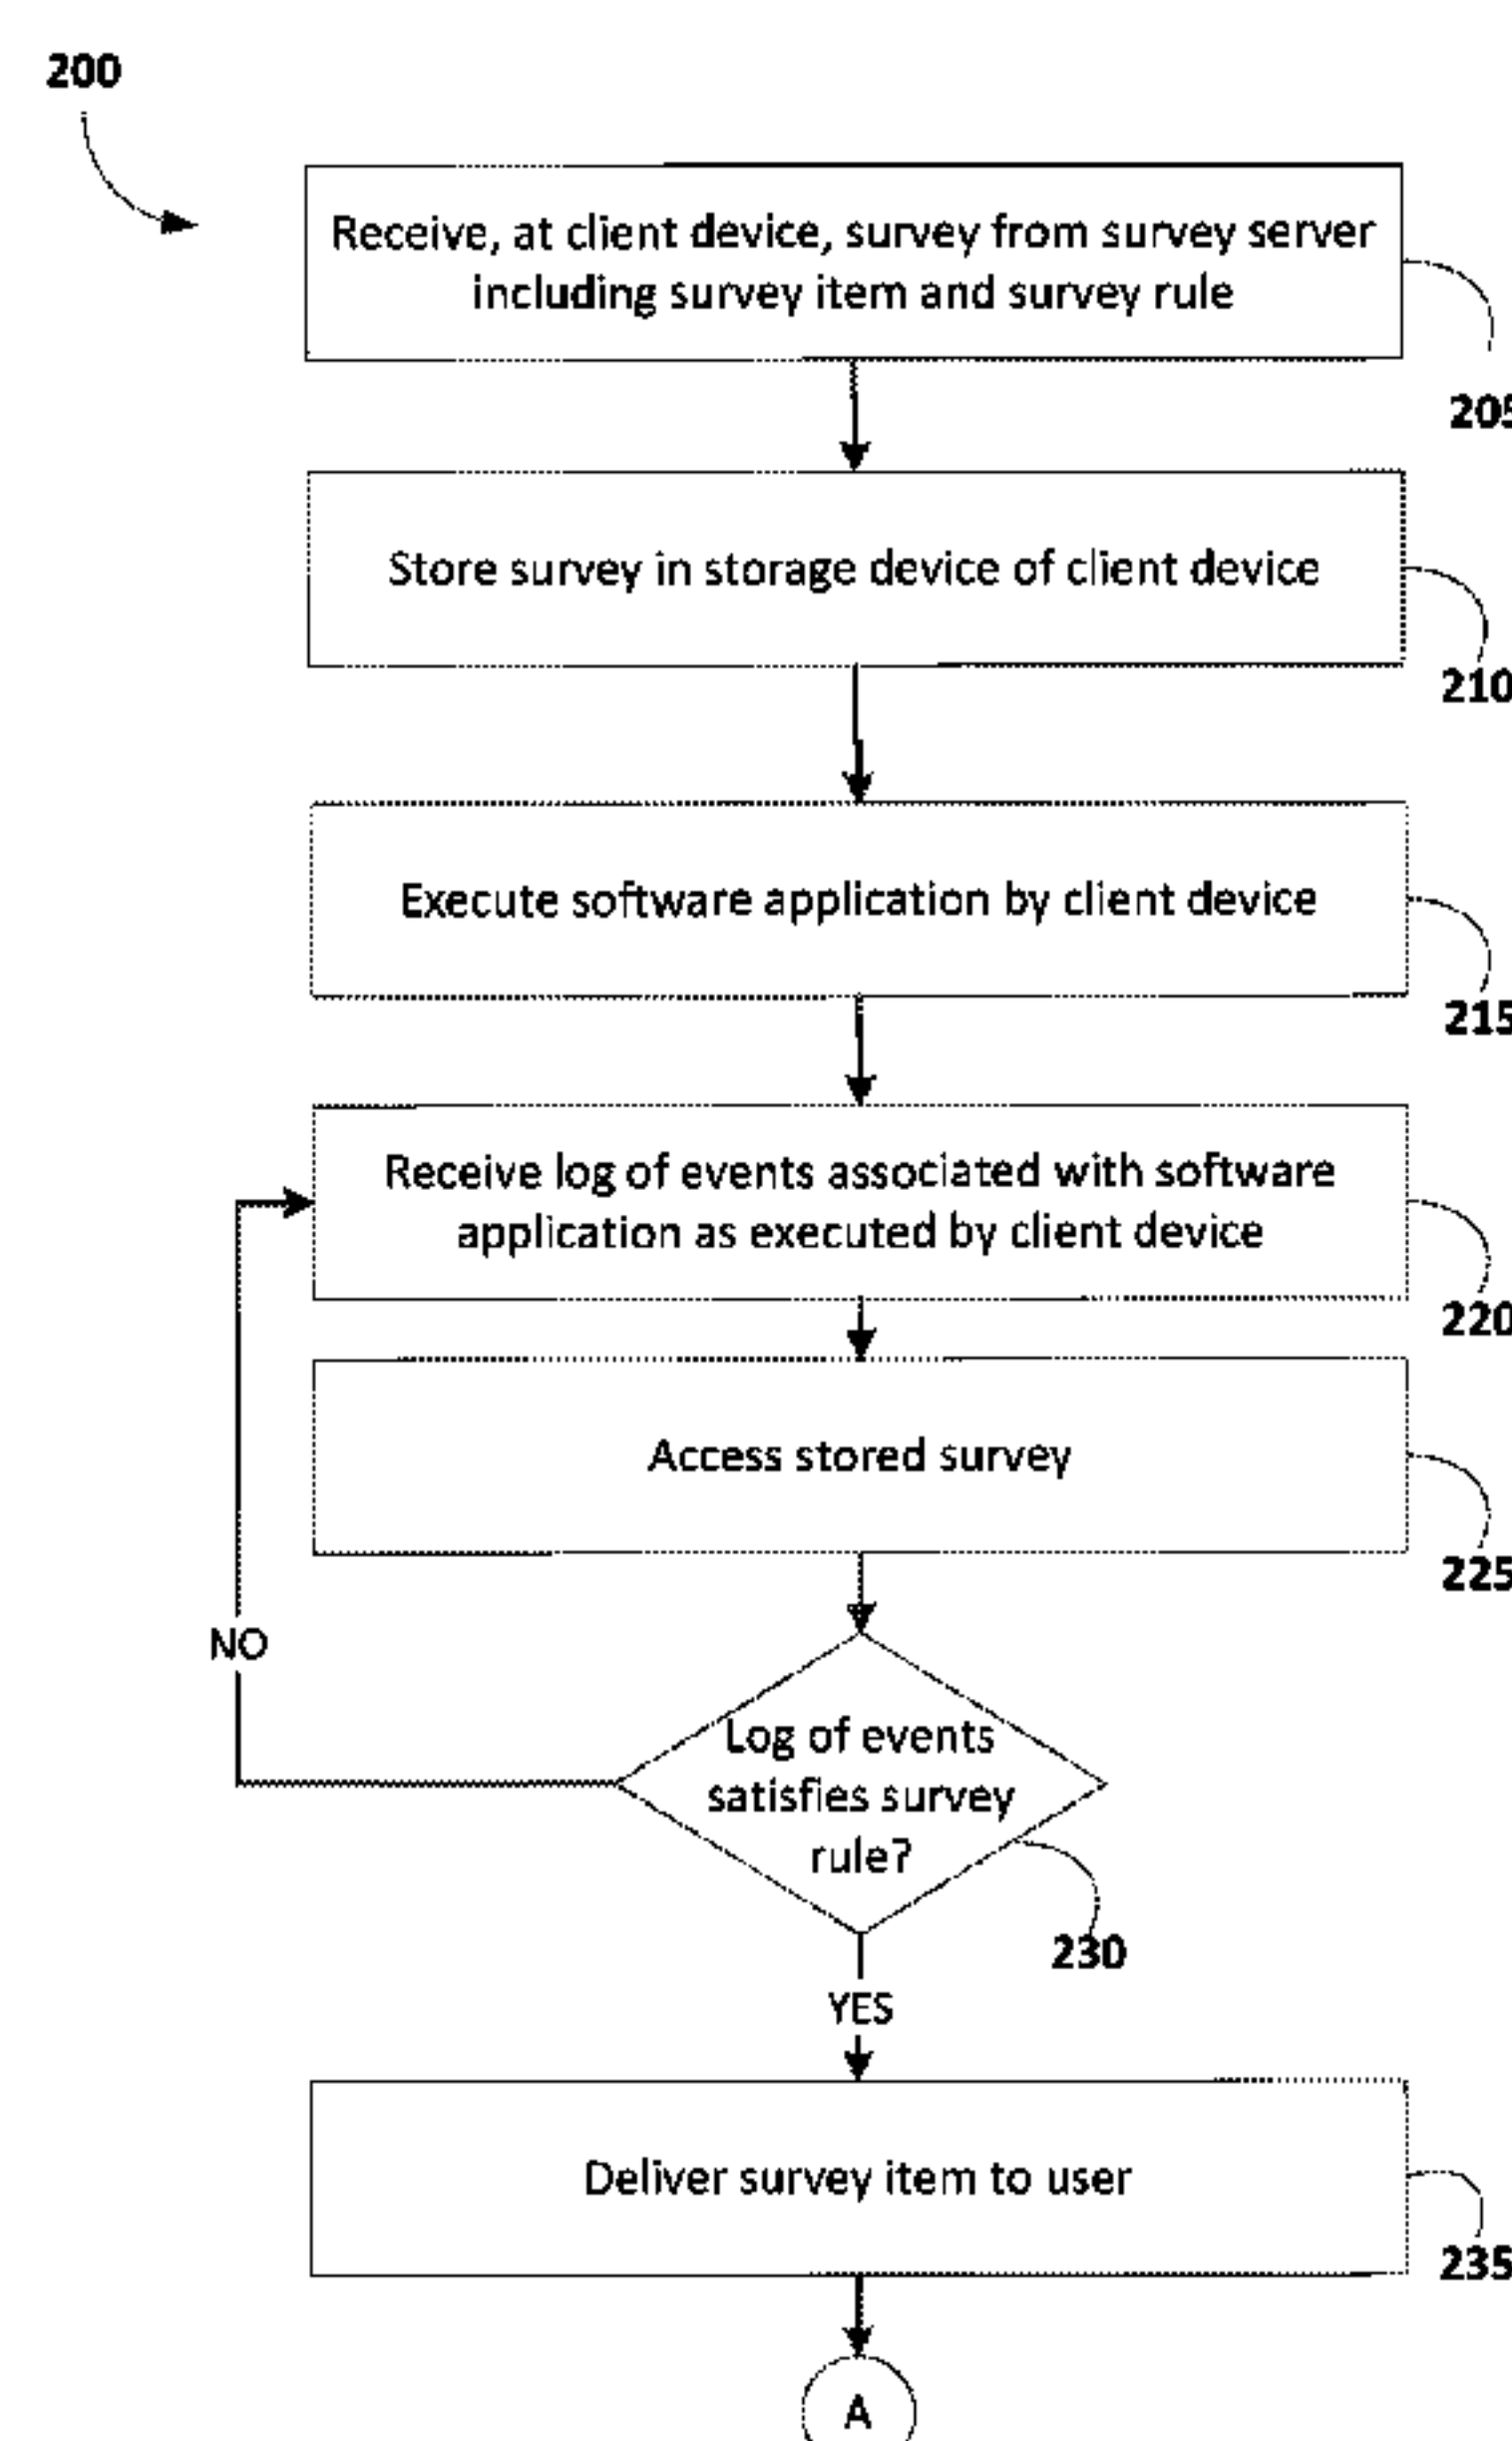 200
Receive, at client device, survey from survey server
including survey item and survey rule
205
Store survey in storage device of client device
210
Execute software application by client device
215
Receive log of events associated with software
application as executed by client device
220
Access stored survey
225
NO
Log of events
satisfies survey
rule?
230
YES
Deliver survey item to user
235
A